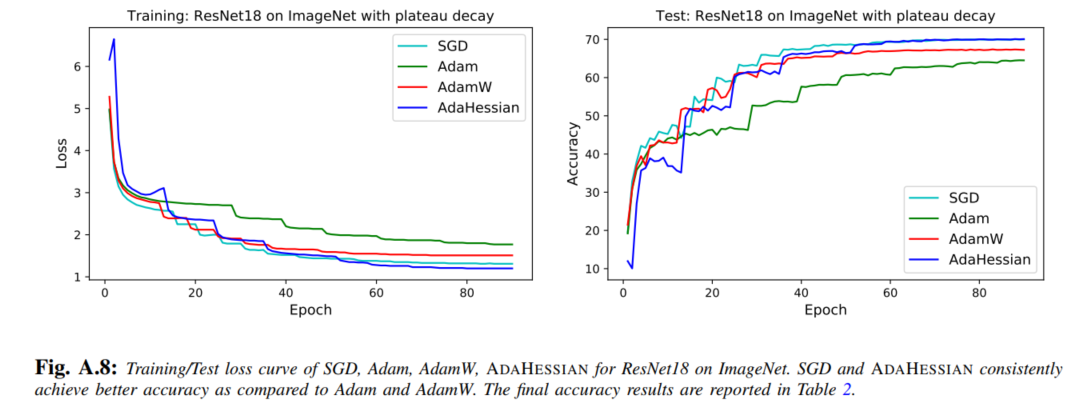 Training: ResNet18 on ImageNet with plateau decay
Loss
6
5
4
3
2
1
0
20
40
60
80
Epoch
SGD
Adam
AdamW
AdaHessian
Test: ResNet18 on ImageNet with plateau decay
Accuracy
70
60
50
40
30
20
10
0
20
40
60
80
Epoch
SGD
Adam
AdamW
AdaHessian
Fig. A.8: Training/Test loss curve of SGD, Adam, AdamW, ADAHESSIAN for ResNet18 on ImageNet. SGD and ADAHESSIAN consistently
achieve better accuracy as compared to Adam and AdamW. The final accuracy results are reported in Table 2.